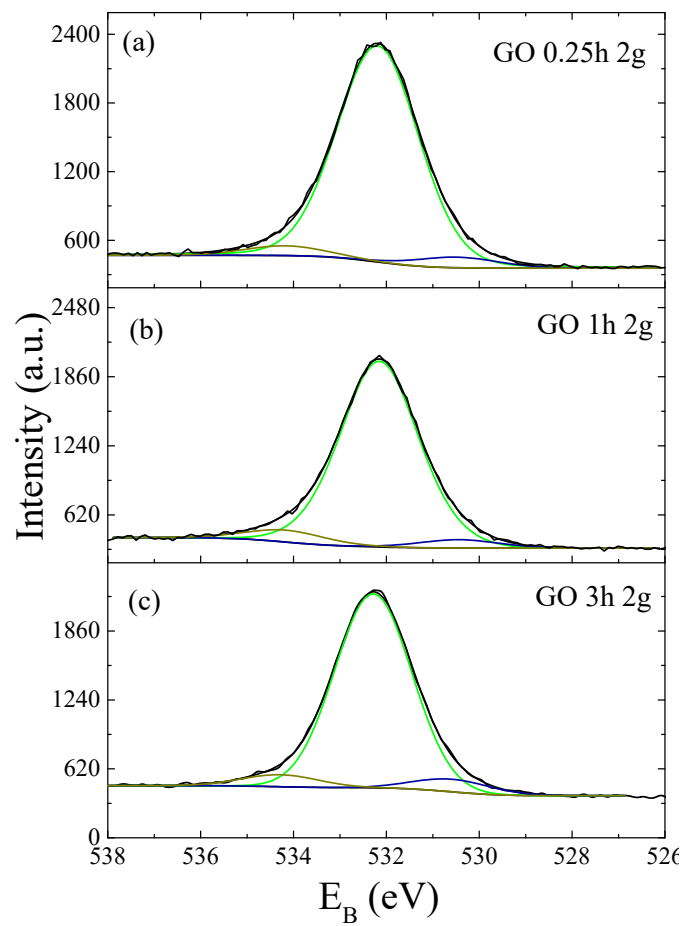 (a)
GO 0.25h 2g
2400
1800
1200
600
(b)
GO 1h 2g
2480
1860
1240
620
(c)
GO 3h 2g
1860
1240
620
0
538 536 534 532 530 528 526
Intensity (a.u.)
E_B (eV)